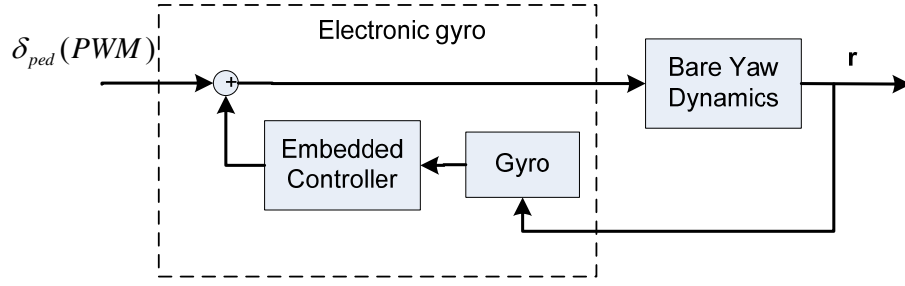 Electronic gyro
δped(PWM)
+
Bare Yaw
Dynamics
r
Embedded
Controller
Gyro